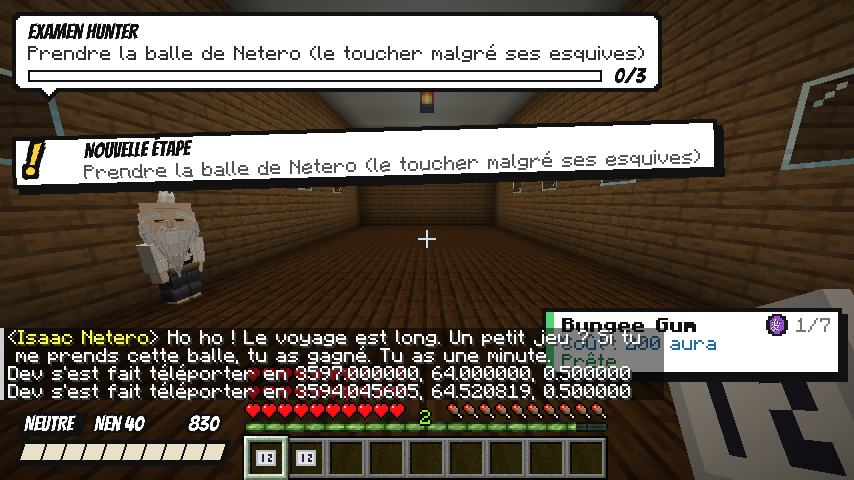 EXAMEN HUNTER
Prendre la balle de Netero (le toucher malgré ses esquives)
0/3
NOUVELLE ÉTAPE
Prendre la balle de Netero (le toucher malgré ses esquives)
Bungee Gum 1/7
aura
Prête
<Isaac Netero> Ho ho ! Le voyage est long. Un petit jeu ? Si tu
me prends cette balle, tu as gagné. Tu as une minute.
Dev s'est fait téléporter en 3597.000000, 64.000000, 0.500000
Dev s'est fait téléporter en 3594.045605, 64.520819, 0.500000
NEUTRE NEN 40 830
2
12 12
12